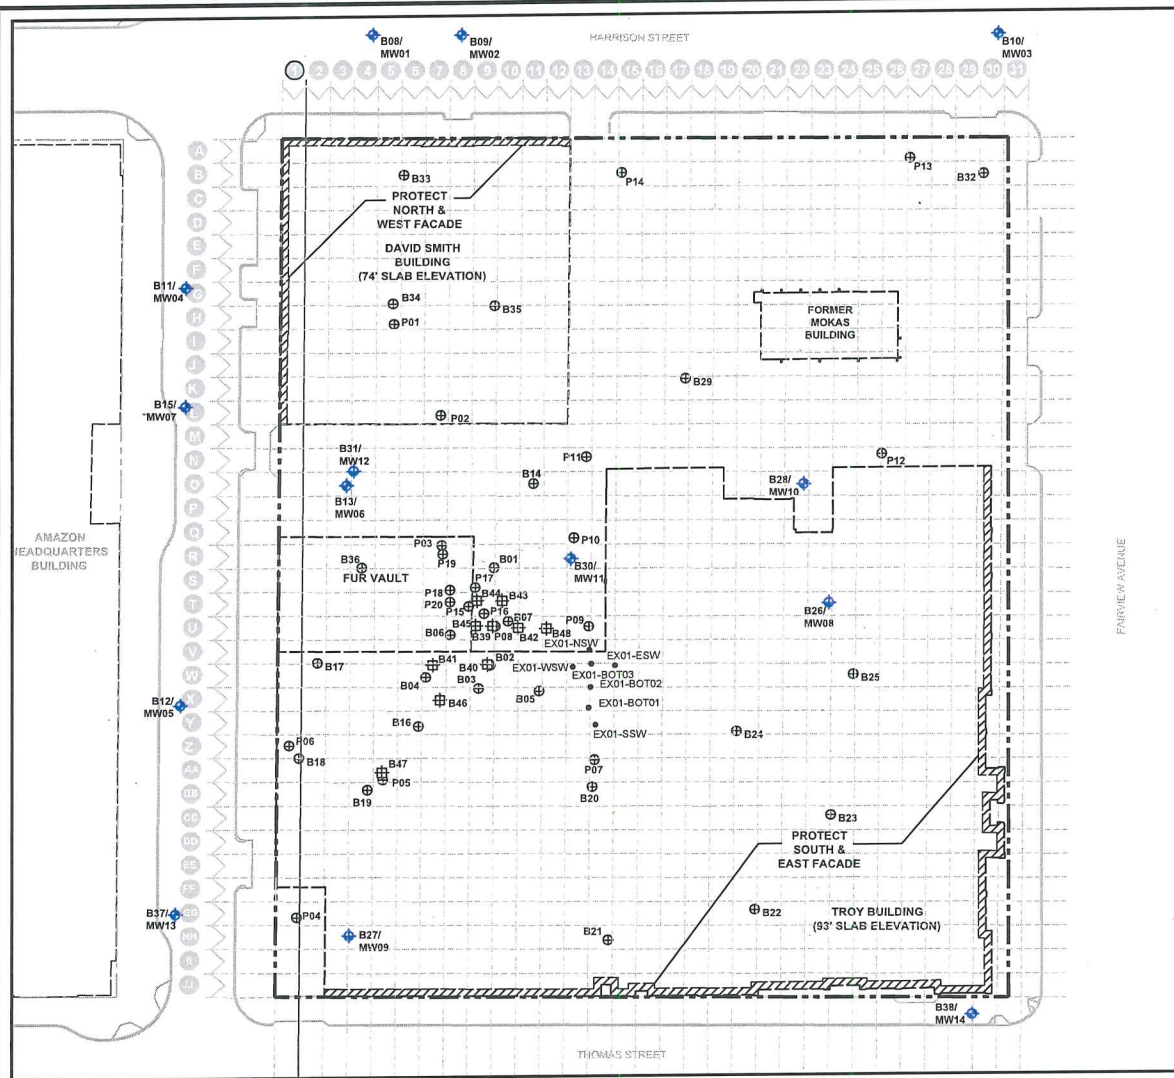 HARRISON STREET
B08/
MW01
B09/
MW02
B10/
MW03
1 2 3 4 5 6 7 8 9 10 11 12 13 14 15 16 17 18 19 20 21 22 23 24 25 26 27 28 29 30 31
A
B
C
D
E
F
G
H
I
J
K
L
M
N
O
P
Q
R
S
T
U
V
W
X
Y
Z
AA
BB
CC
DD
EE
FF
GG
HH
II
JJ
B33
P14
P13
B32
PROTECT
NORTH &
WEST FACADE
DAVID SMITH
BUILDING
(74' SLAB ELEVATION)
B11/
MW04
B34
P01
B35
FORMER
MOKAS
BUILDING
B29
B15/
*MW07
P02
B31/
MW12
B13/
MW06
B14
P11
P12
B28/
MW10
AMAZON
HEADQUARTERS
BUILDING
P03
P19
B36
FUR VAULT
B01
P10
B30/
MW11
P17
P18
P20
B44
B43
P15
P16
B07
B45
B39
P08
B42
B48
B06
P09
B26/
MW08
FAIRVIEW AVENUE
EX01-NSW
EX01-ESW
EX01-WSW
EX01-BOT03
EX01-BOT02
EX01-BOT01
EX01-SSW
B17
B41
B40
B02
B04
B03
B05
B46
B25
B12/
MW05
B16
B24
P06
B18
B47
P05
B19
P07
B20
B23
PROTECT
SOUTH &
EAST FACADE
B37/
MW13
P04
B27/
MW09
B22
B21
TROY BUILDING
(93' SLAB ELEVATION)
B38/
MW14
THOMAS STREET